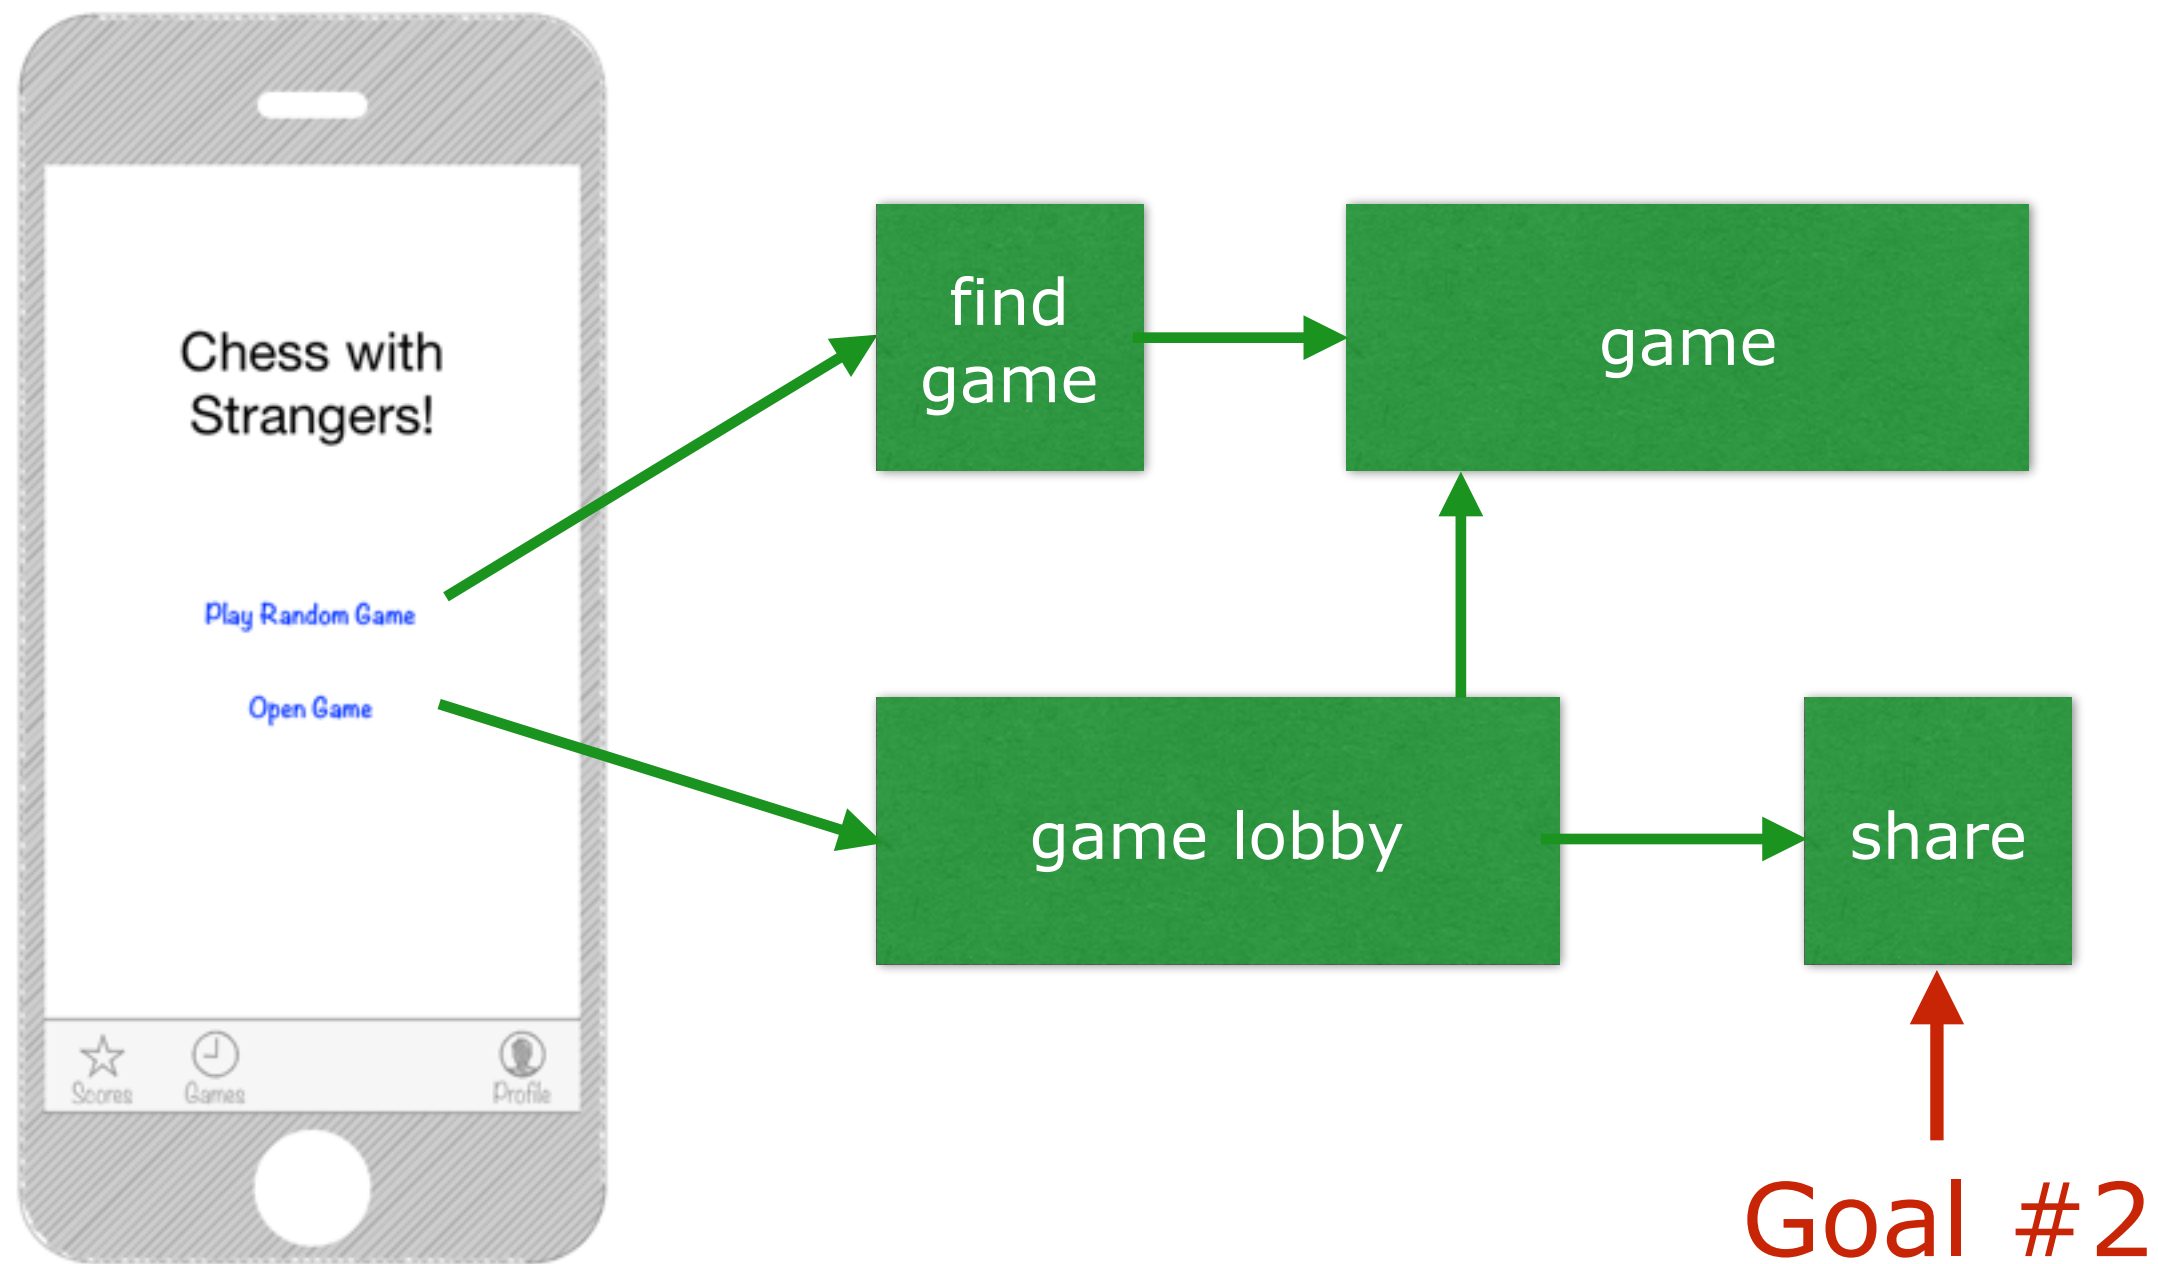 Chess with
Strangers!
Play Random Game
Open Game
Scores
Games
Profile
find
game
game
game lobby
share
Goal #2